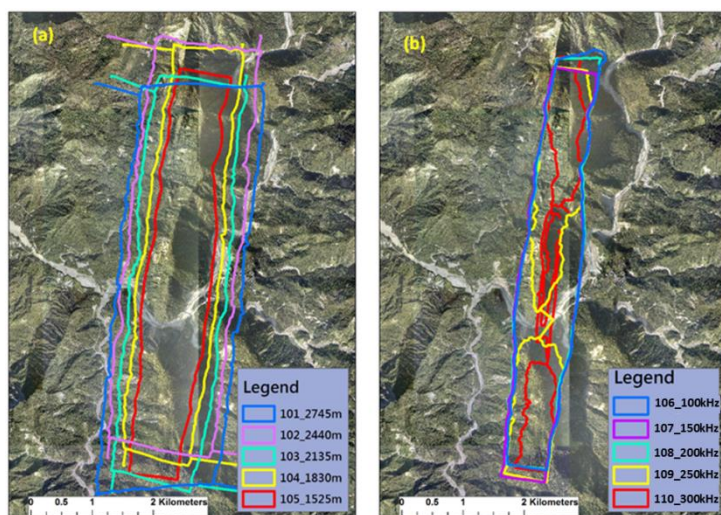 (a)
Legend
101_2745m
102_2440m
103_2135m
104_1830m
105_1525m
0 0.5 1 2 Kilometers
(b)
Legend
106_100kHz
107_150kHz
108_200kHz
109_250kHz
110_300kHz
0 0.5 1 2 Kilometers